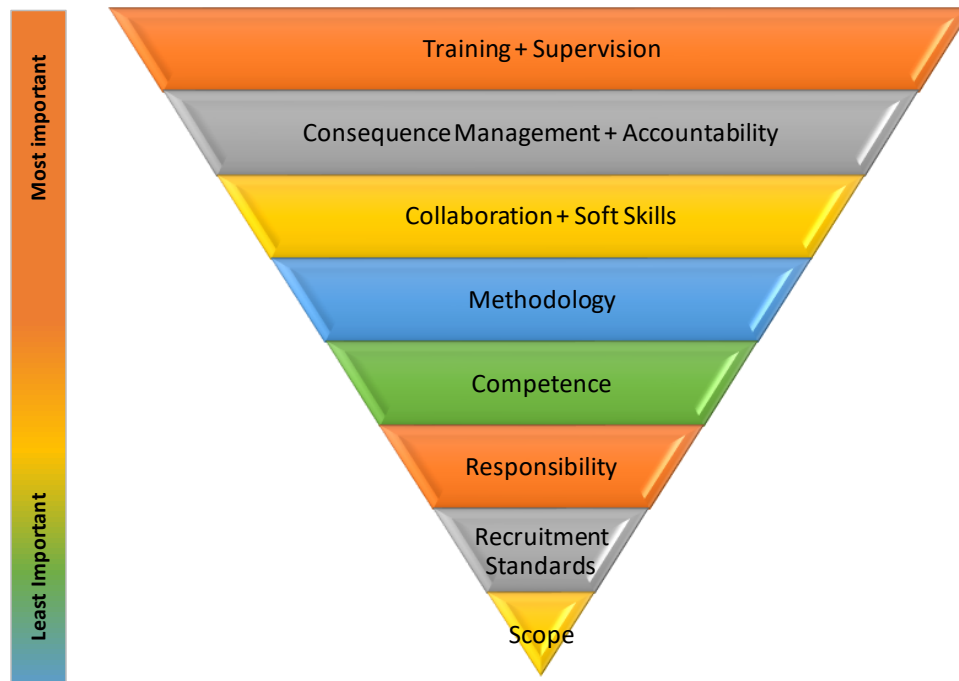 Most important
Least Important
Training + Supervision
Consequence Management + Accountability
Collaboration + Soft Skills
Methodology
Competence
Responsibility
Recruitment
Standards
Scope